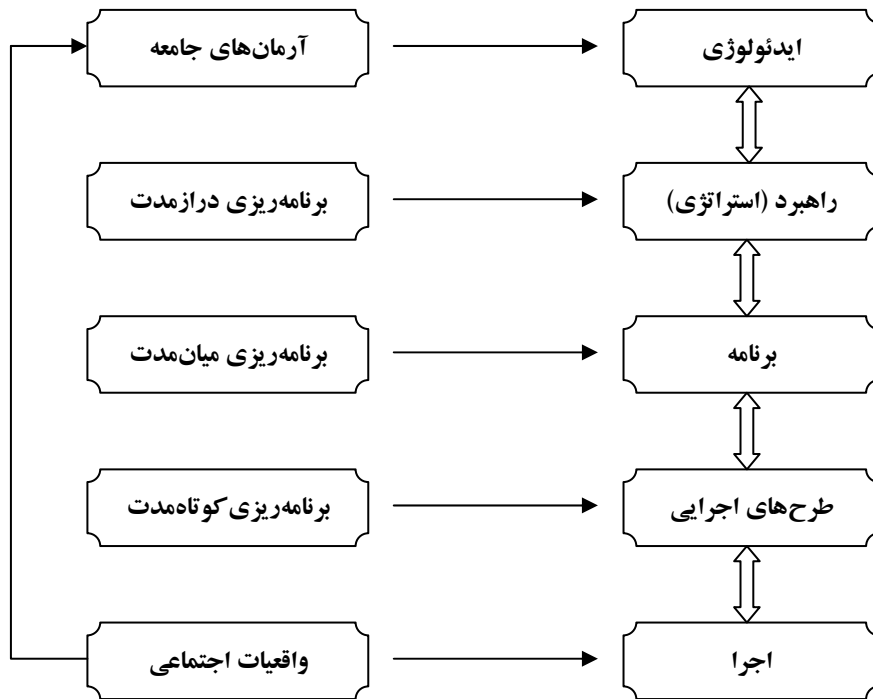 ایدئولوژی
آرمان‌های جامعه
راهبرد (استراتژی)
برنامه‌ریزی درازمدت
برنامه
برنامه‌ریزی میان‌مدت
طرح‌های اجرایی
برنامه‌ریزی کوتاه‌مدت
اجرا
واقعیات اجتماعی